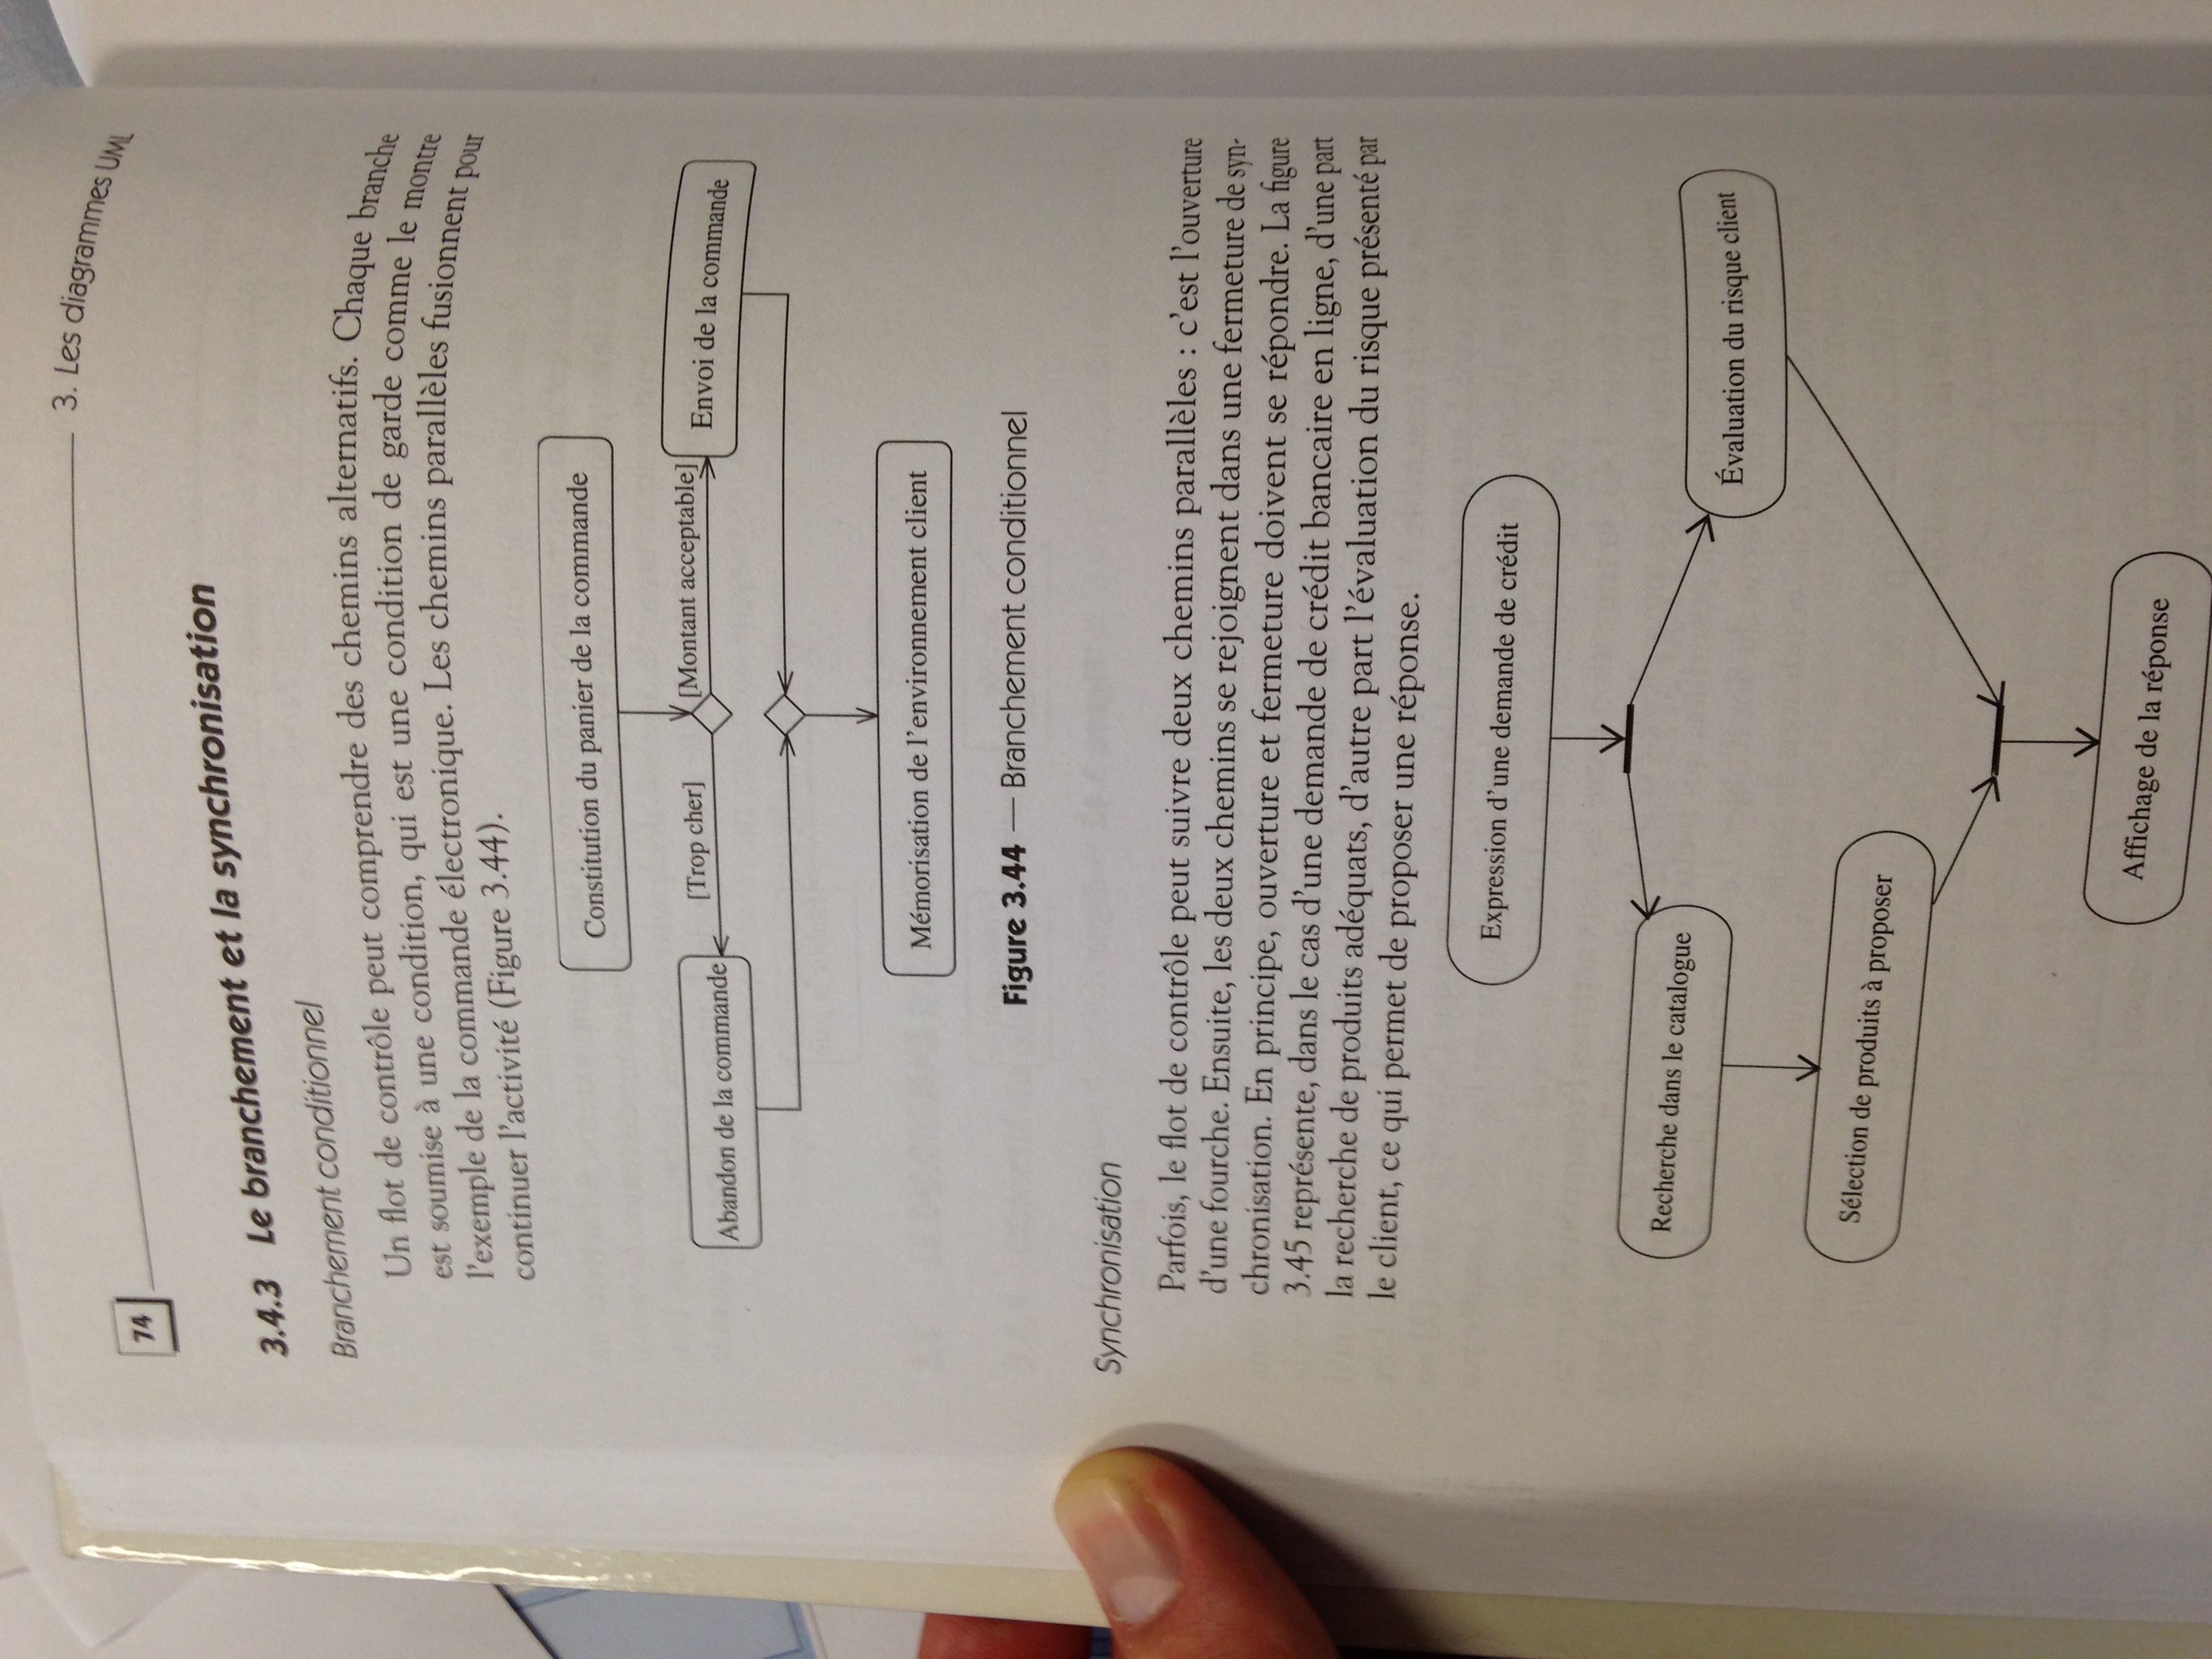 74
3. Les diagrammes UML
3.4.3 Le branchement et la synchronisation
Branchement conditionnel
Un flot de contrôle peut comprendre des chemins alternatifs. Chaque branche
est soumise à une condition, qui est une condition de garde comme le montre
l'exemple de la commande électronique. Les chemins parallèles fusionnent pour
continuer l'activité (Figure 3.44).
Constitution du panier de la commande
[Trop cher]
[Montant acceptable]
Abandon de la commande
Envoi de la commande
Mémorisation de l'environnement client
Figure 3.44 — Branchement conditionnel
Synchronisation
Parfois, le flot de contrôle peut suivre deux chemins parallèles : c'est l'ouverture
d'une fourche. Ensuite, les deux chemins se rejoignent dans une fermeture de syn-
chronisation. En principe, ouverture et fermeture doivent se répondre. La figure
3.45 représente, dans le cas d'une demande de crédit bancaire en ligne, d'une part
la recherche de produits adéquats, d'autre part l'évaluation du risque présenté par
le client, ce qui permet de proposer une réponse.
Expression d'une demande de crédit
Recherche dans le catalogue
Évaluation du risque client
Sélection de produits à proposer
Affichage de la réponse